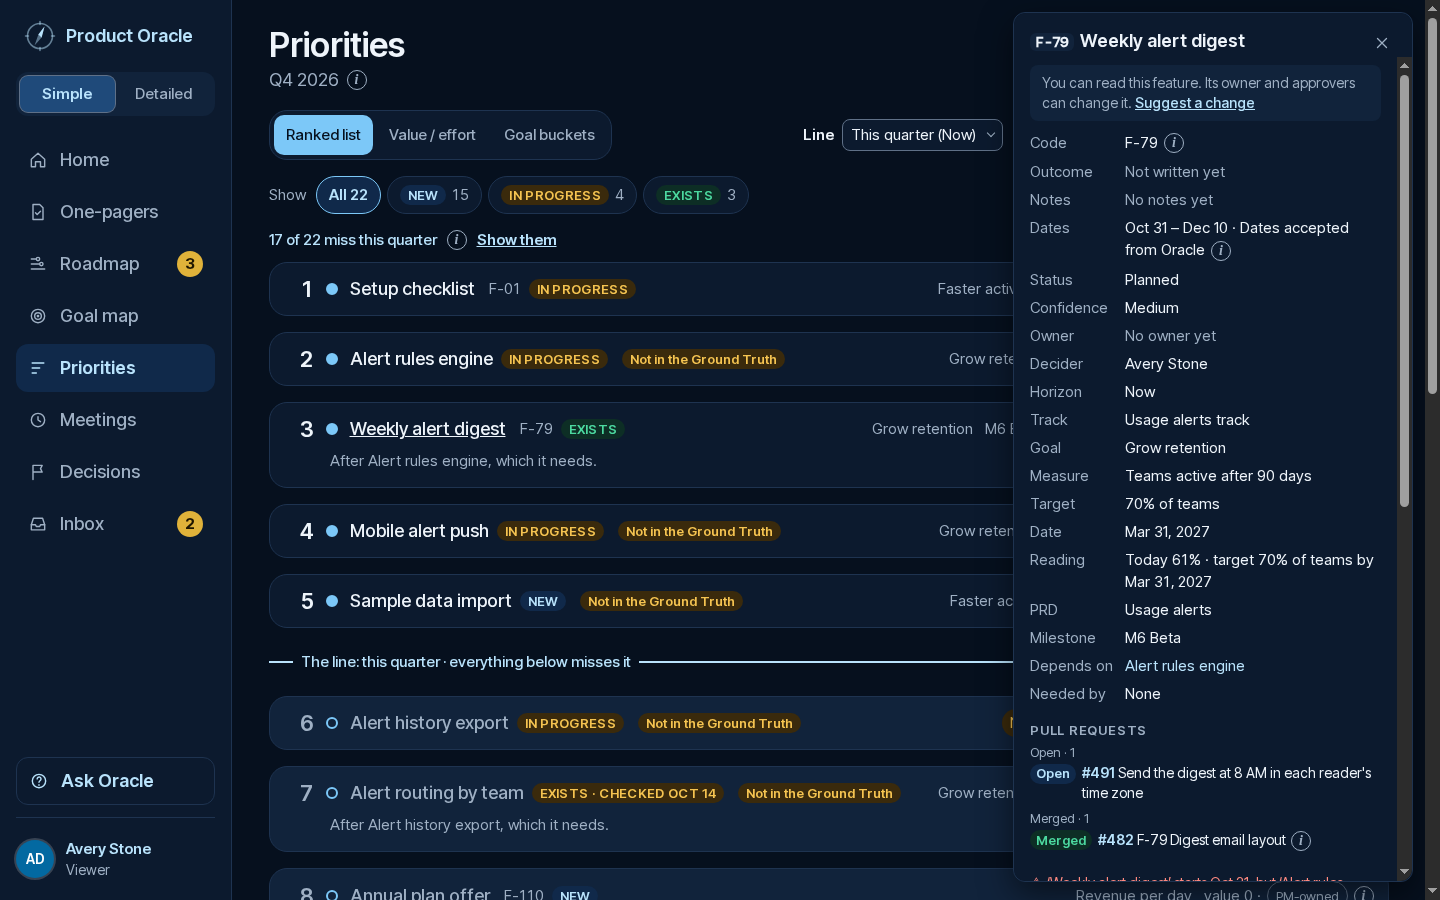 Product Oracle
Simple
Detailed
Home
One-pagers
Roadmap
3
Goal map
Priorities
Meetings
Decisions
Inbox
2
Ask Oracle
AD
Avery Stone
Viewer
Priorities
Q4 2026 i
Ranked list
Value / effort
Goal buckets
Line
This quarter (Now)
Show
All 22
NEW 15
IN PROGRESS 4
EXISTS 3
17 of 22 miss this quarter i Show them
1 Setup checklist F-01 IN PROGRESS Faster
2 Alert rules engine IN PROGRESS Not in the Ground Truth Grow
3 Weekly alert digest F-79 EXISTS Grow retention M6
After Alert rules engine, which it needs.
4 Mobile alert push IN PROGRESS Not in the Ground Truth Grow
5 Sample data import NEW Not in the Ground Truth Faster
The line: this quarter · everything below misses it
6 Alert history export IN PROGRESS Not in the Ground Truth
7 Alert routing by team EXISTS · CHECKED OCT 14 Not in the Ground Truth Grow
After Alert history export, which it needs.
8 Annual plan offer F-110 NEW Revenue per day value 0 · PM-owned i
F-79 Weekly alert digest
You can read this feature. Its owner and approvers
can change it. Suggest a change
Code F-79 i
Outcome Not written yet
Notes No notes yet
Dates Oct 31 – Dec 10 · Dates accepted
from Oracle i
Status Planned
Confidence Medium
Owner No owner yet
Decider Avery Stone
Horizon Now
Track Usage alerts track
Goal Grow retention
Measure Teams active after 90 days
Target 70% of teams
Date Mar 31, 2027
Reading Today 61% · target 70% of teams by
Mar 31, 2027
PRD Usage alerts
Milestone M6 Beta
Depends on Alert rules engine
Needed by None
PULL REQUESTS
Open · 1
Open #491 Send the digest at 8 AM in each reader's
time zone
Merged · 1
Merged #482 F-79 Digest email layout i
'Weekly alert digest' starts Oct 31, but 'Alert rules